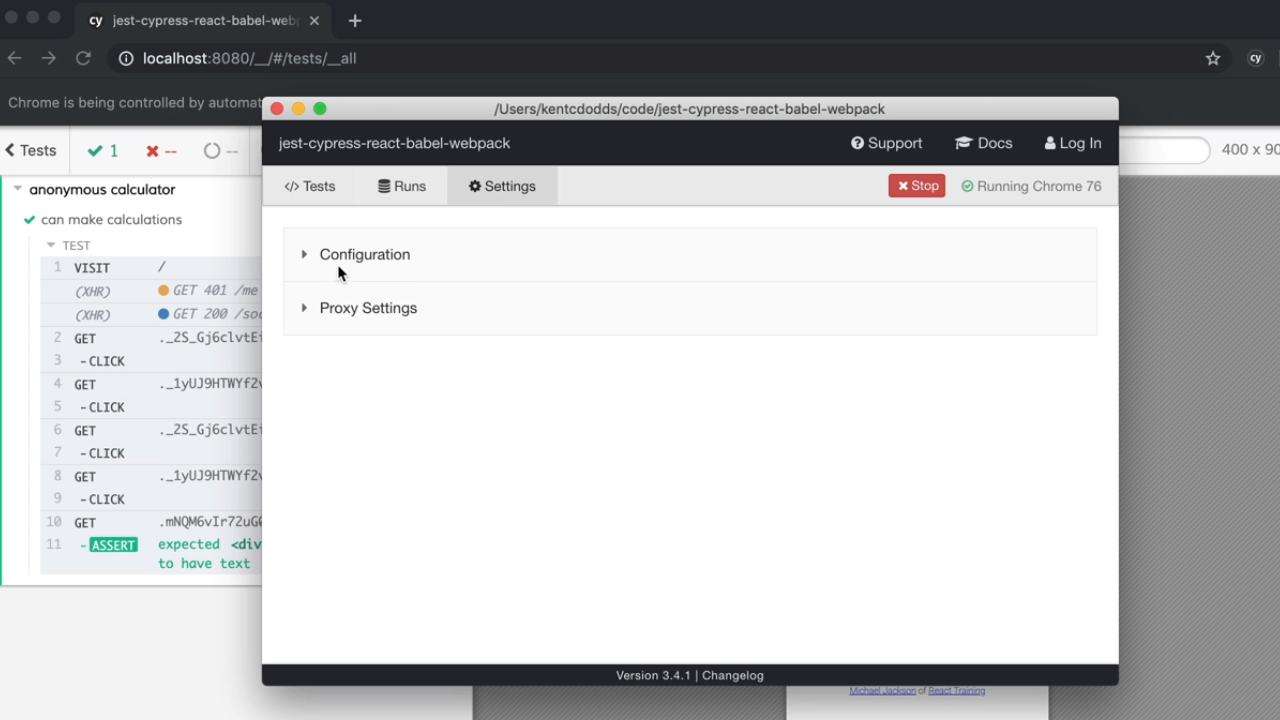 cy jest-cypress-react-babel-web
localhost:8080/__/#/tests/__all
cy
Chrome is being controlled by automat
/Users/kentcdodds/code/jest-cypress-react-babel-webpack
jest-cypress-react-babel-webpack Support Docs Log In
Tests 1 -- -- 400 x 90
</> Tests Runs Settings Stop Running Chrome 76
anonymous calculator
can make calculations
TEST
Configuration
Proxy Settings
1 VISIT /
(XHR) GET 401 /me
(XHR) GET 200 /soc
2 GET
3 -CLICK
4 GET ._1yUJ9HTWYf2v
5 -CLICK
6 GET
7 -CLICK
8 GET ._1yUJ9HTWYf2v
9 -CLICK
10 GET
11 -ASSERT expected <div
to have text
Version 3.4.1 | Changelog
Michael Jackson of React Training